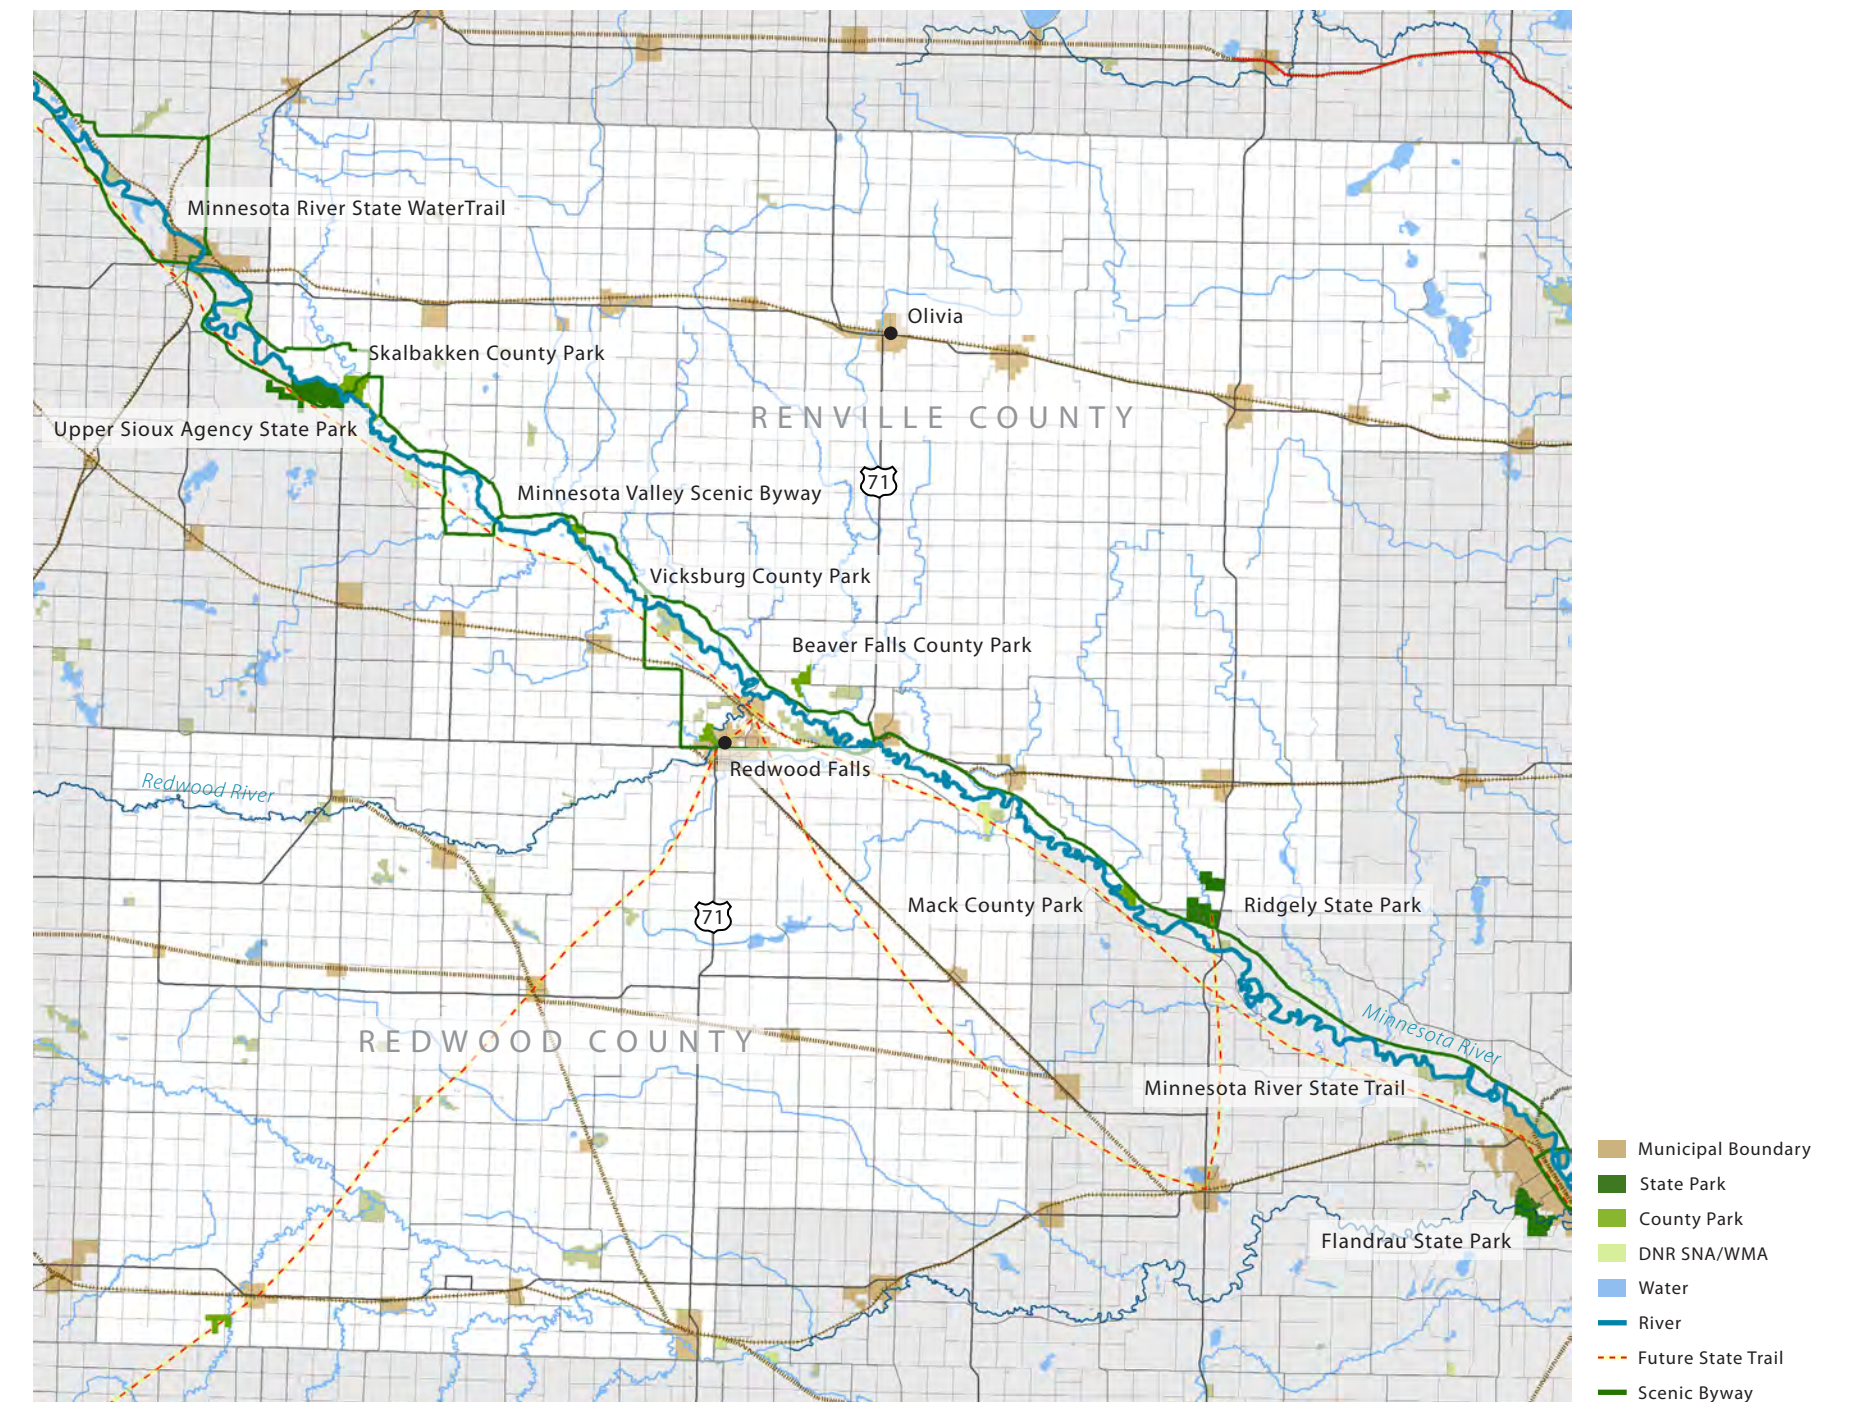 Minnesota River State WaterTrail
Olivia
Skalbakken County Park
RENVILLE COUNTY
Upper Sioux Agency State Park
71
Minnesota Valley Scenic Byway
Vicksburg County Park
Beaver Falls County Park
Redwood Falls
Redwood River
71
Mack County Park
Ridgely State Park
Minnesota River
REDWOOD COUNTY
Minnesota River State Trail
Flandrau State Park
Municipal Boundary
State Park
County Park
DNR SNA/WMA
Water
River
Future State Trail
Scenic Byway